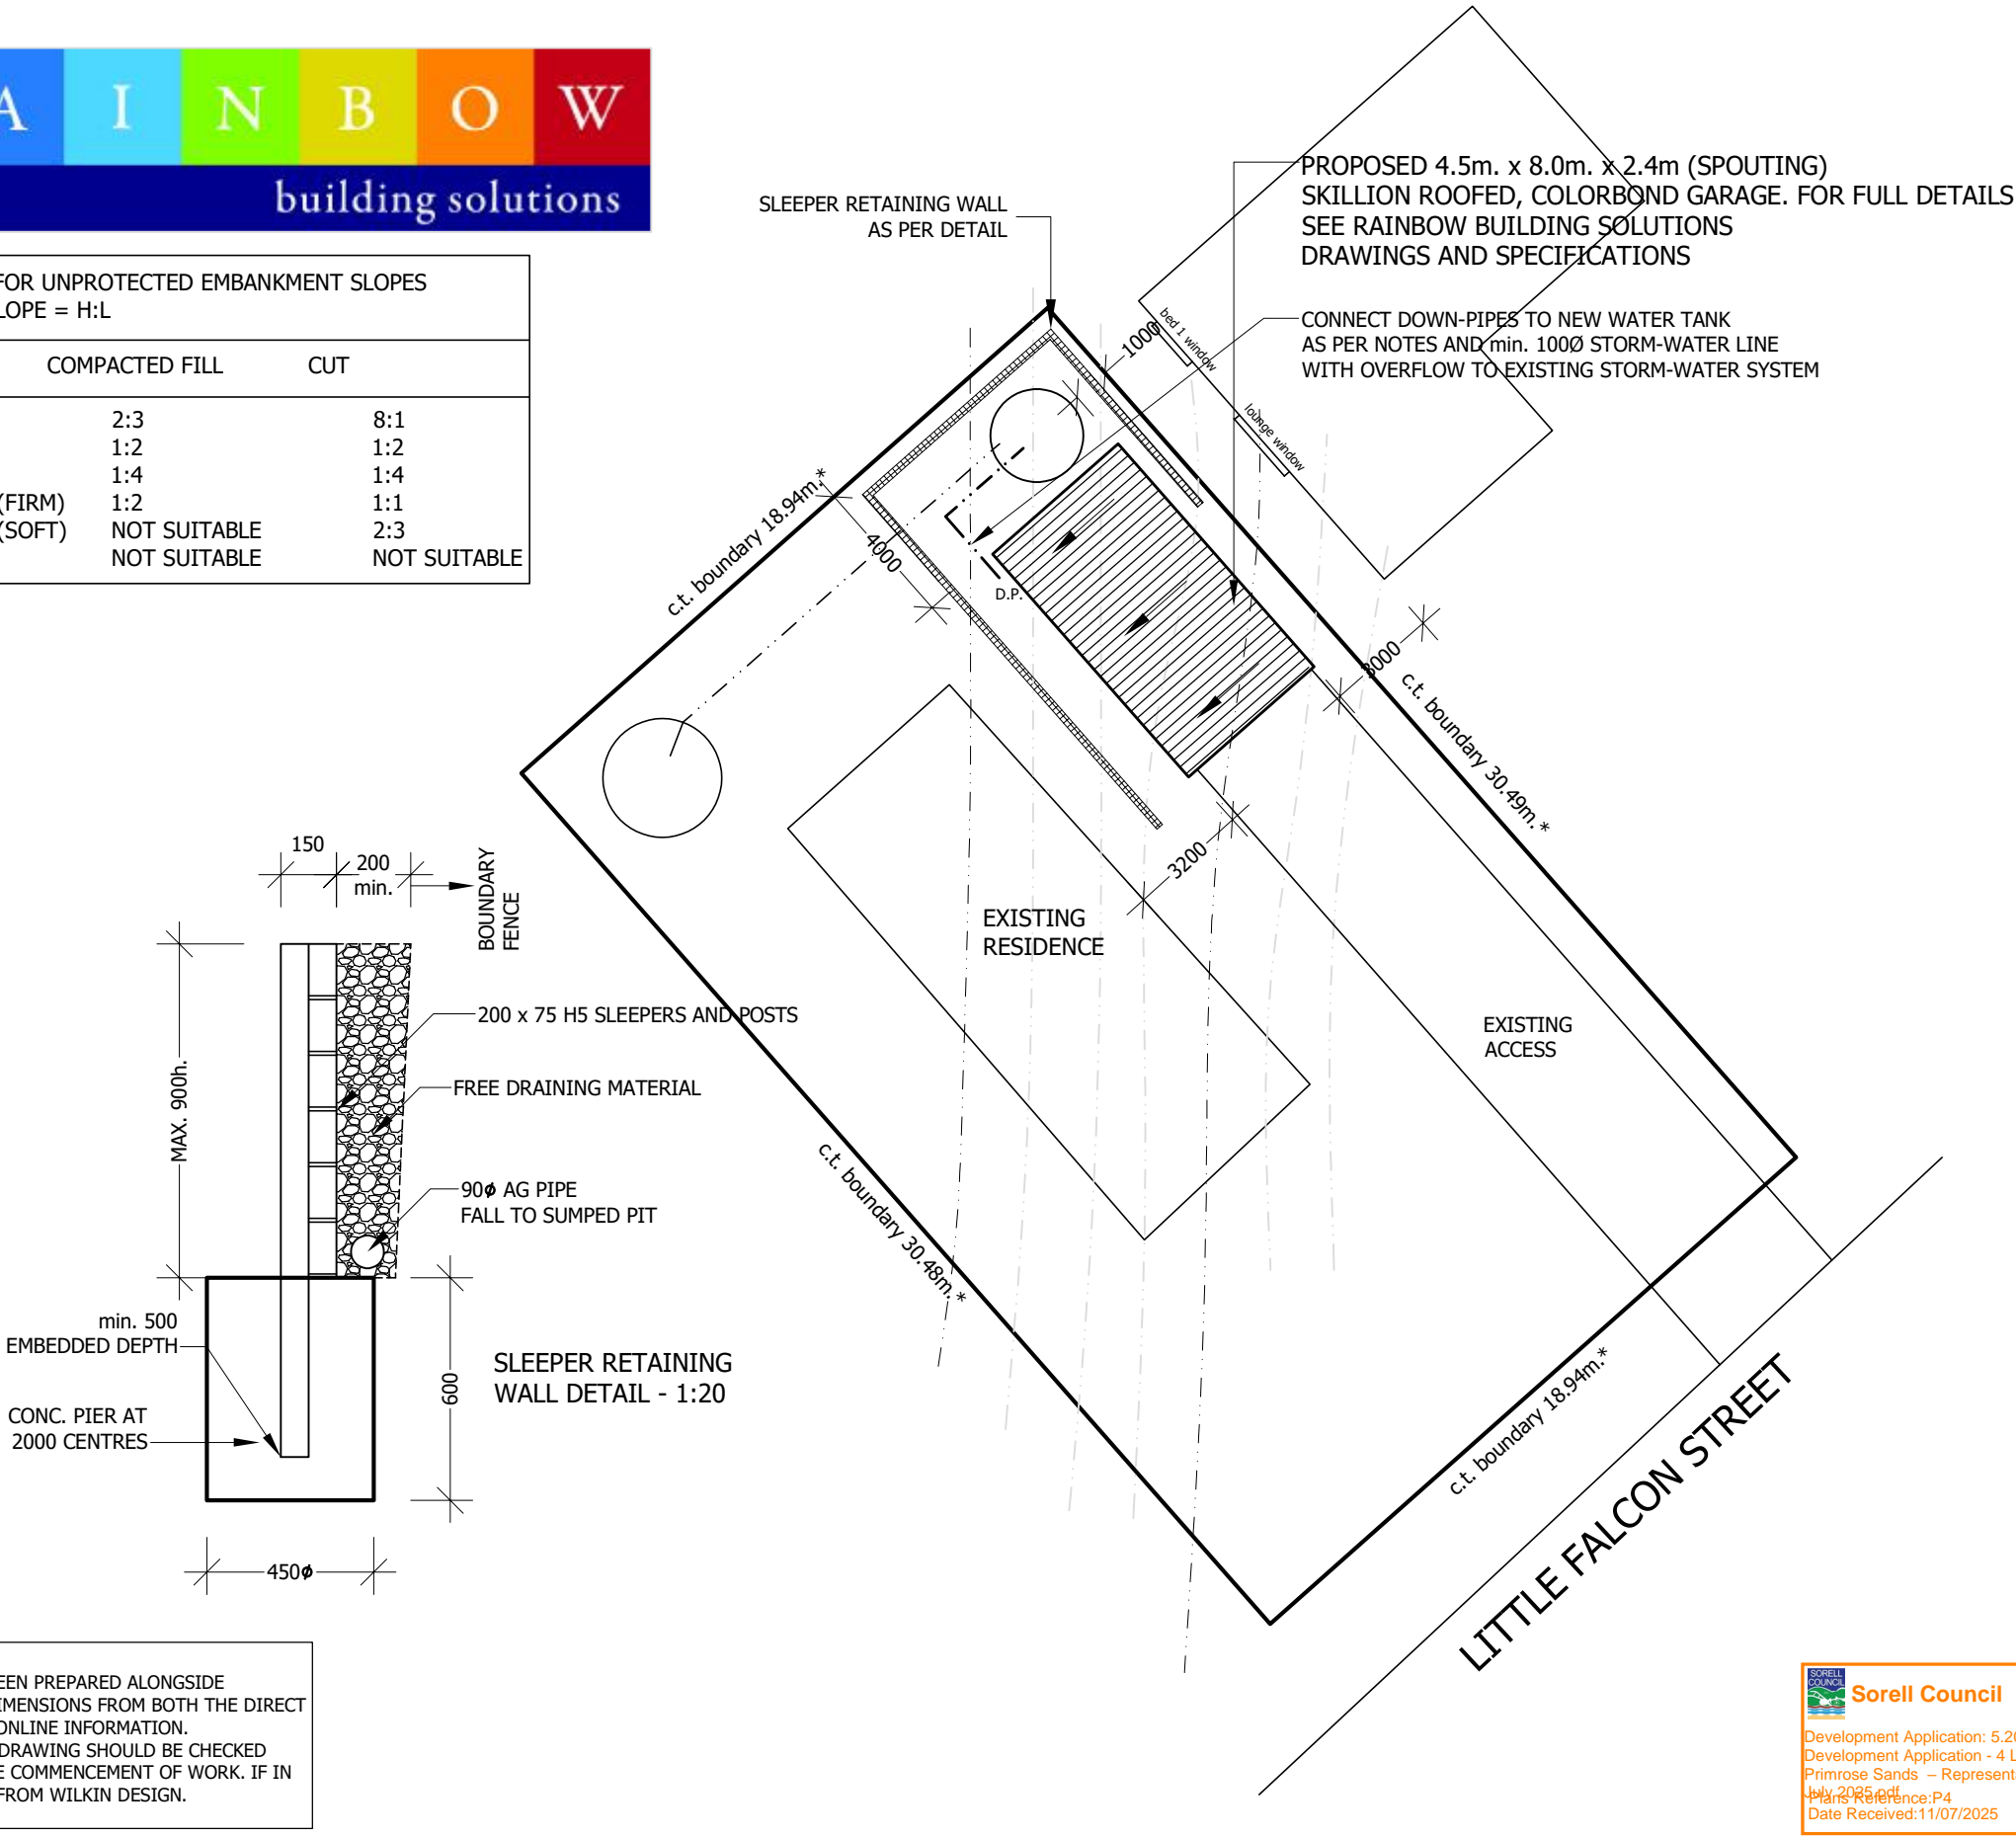 A I N B O W
building solutions
FOR UNPROTECTED EMBANKMENT SLOPES
LOPE = H:L
COMPACTED FILL CUT
2:3 8:1
1:2 1:2
1:4 1:4
(FIRM) 1:2 1:1
(SOFT) NOT SUITABLE 2:3
NOT SUITABLE NOT SUITABLE
SLEEPER RETAINING WALL
AS PER DETAIL
PROPOSED 4.5m. x 8.0m. x 2.4m (SPOUTING)
SKILLION ROOFED, COLORBOND GARAGE. FOR FULL DETAILS
SEE RAINBOW BUILDING SOLUTIONS
DRAWINGS AND SPECIFICATIONS
CONNECT DOWN-PIPES TO NEW WATER TANK
AS PER NOTES AND min. 100Ø STORM-WATER LINE
WITH OVERFLOW TO EXISTING STORM-WATER SYSTEM
bed 1 window
lounge window
1000
c.t. boundary 18.94m.*
4000
D.P.
3000
c.t. boundary 30.49m.*
3200
EXISTING
RESIDENCE
EXISTING
ACCESS
c.t. boundary 30.48m.*
c.t. boundary 18.94m.*
LITTLE FALCON STREET
150
200
min.
BOUNDARY
FENCE
MAX. 900h.
200 x 75 H5 SLEEPERS AND POSTS
FREE DRAINING MATERIAL
90ϕ AG PIPE
FALL TO SUMPED PIT
min. 500
EMBEDDED DEPTH
CONC. PIER AT
2000 CENTRES
600
450ϕ
SLEEPER RETAINING
WALL DETAIL - 1:20
EEN PREPARED ALONGSIDE
IMENSIONS FROM BOTH THE DIRECT
ONLINE INFORMATION.
DRAWING SHOULD BE CHECKED
E COMMENCEMENT OF WORK. IF IN
FROM WILKIN DESIGN.
SORELL
COUNCIL
Sorell Council
Development Application: 5.20
Development Application - 4 L
Primrose Sands – Represent
July 2025.pdf
Plans Reference:P4
Date Received:11/07/2025